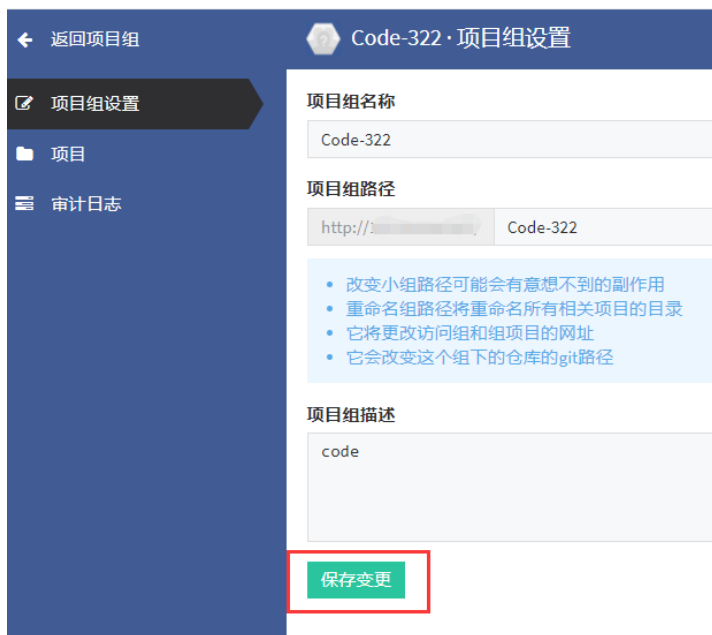 返回项目组
Code-322 · 项目组设置
项目组设置
项目
审计日志
项目组名称
Code-322
项目组路径
http://
Code-322
改变小组路径可能会有意想不到的副作用
重命名组路径将重命名所有相关项目的目录
它将更改访问组和组项目的网址
它会改变这个组下的仓库的git路径
项目组描述
code
保存变更